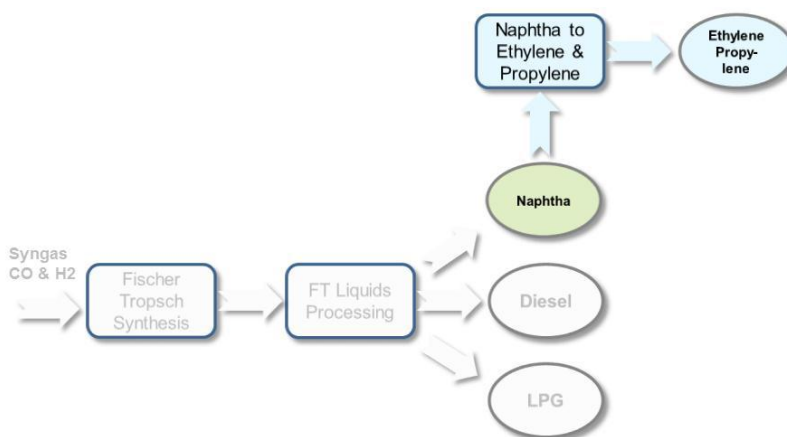 Naphtha to
Ethylene &
Propylene
Ethylene
Propy-
lene
Naphtha
Syngas
CO & H2
Fischer
Tropsch
Synthesis
FT Liquids
Processing
Diesel
LPG